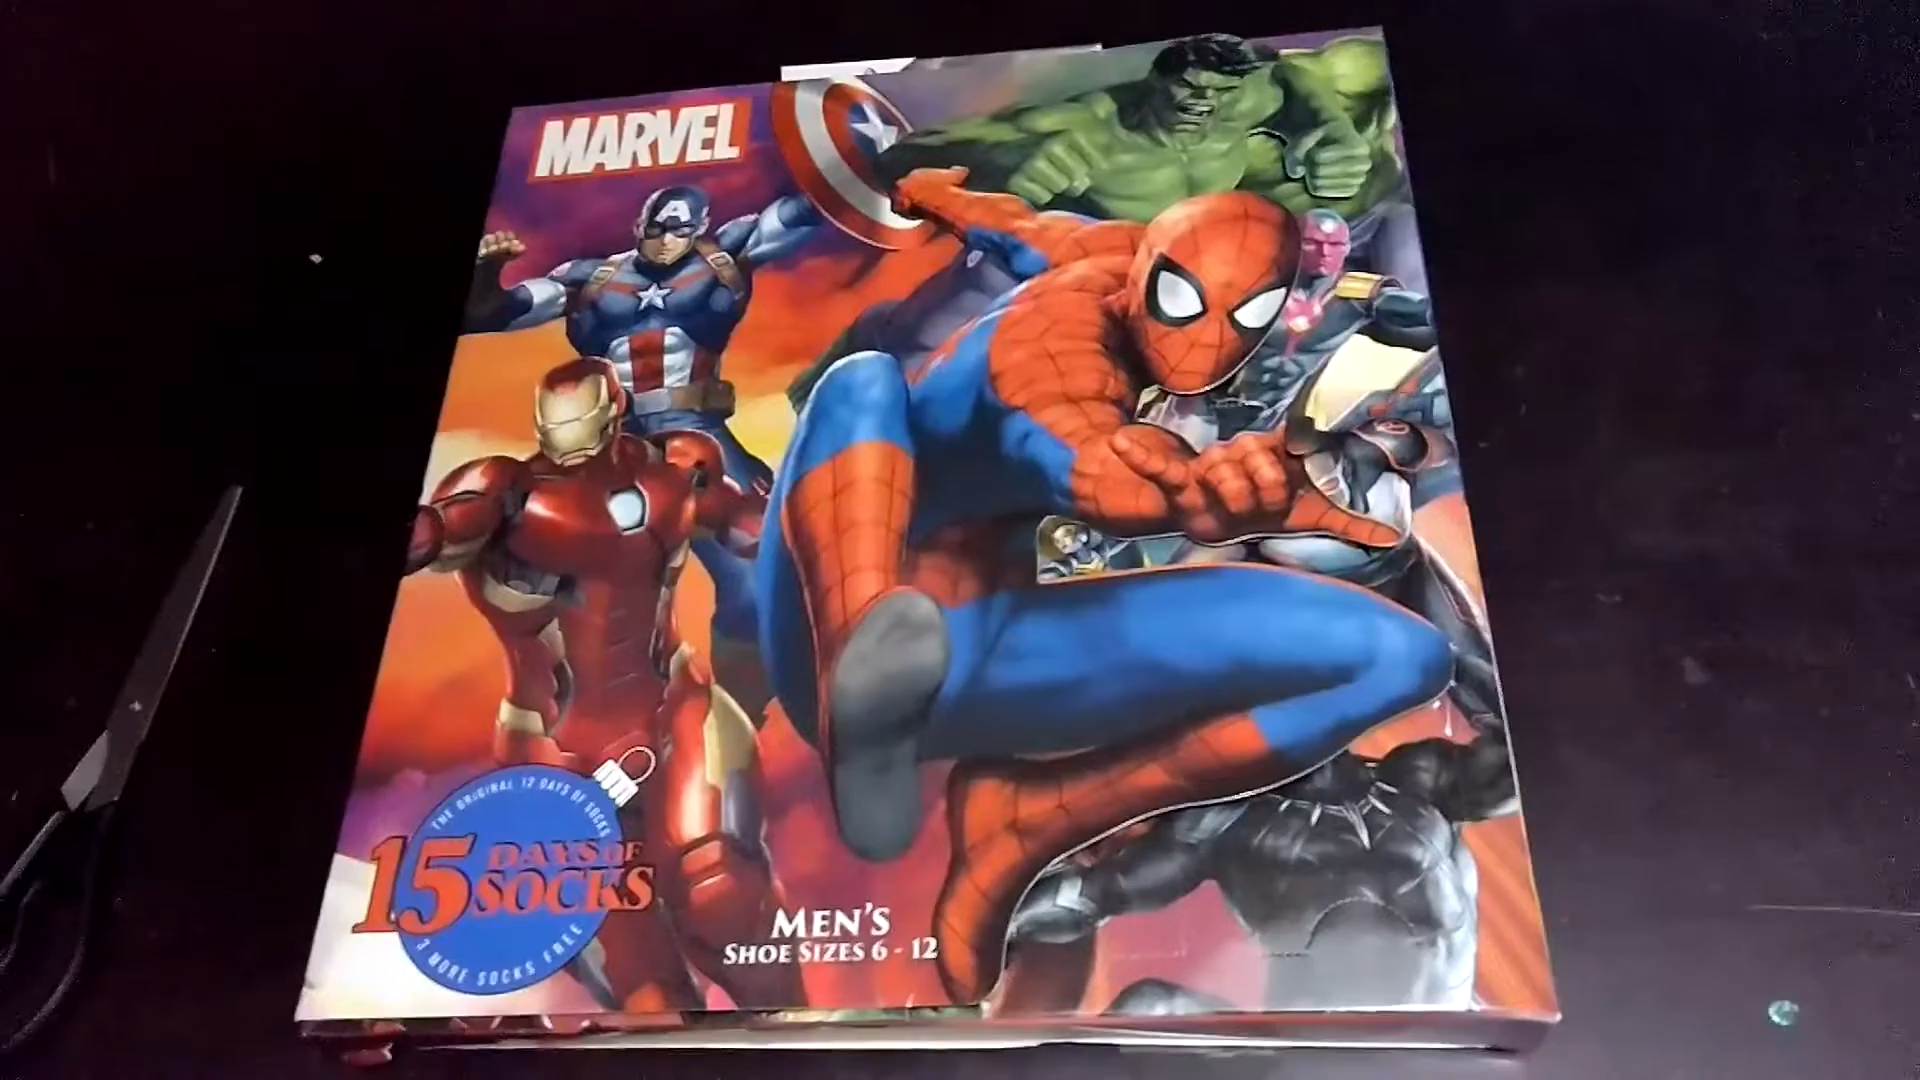 MARVEL
THE ORIGINAL 12 DAYS OF SOCKS
15 DAYS OF
SOCKS
3 MORE SOCKS FREE
MEN'S
SHOE SIZES 6 - 12